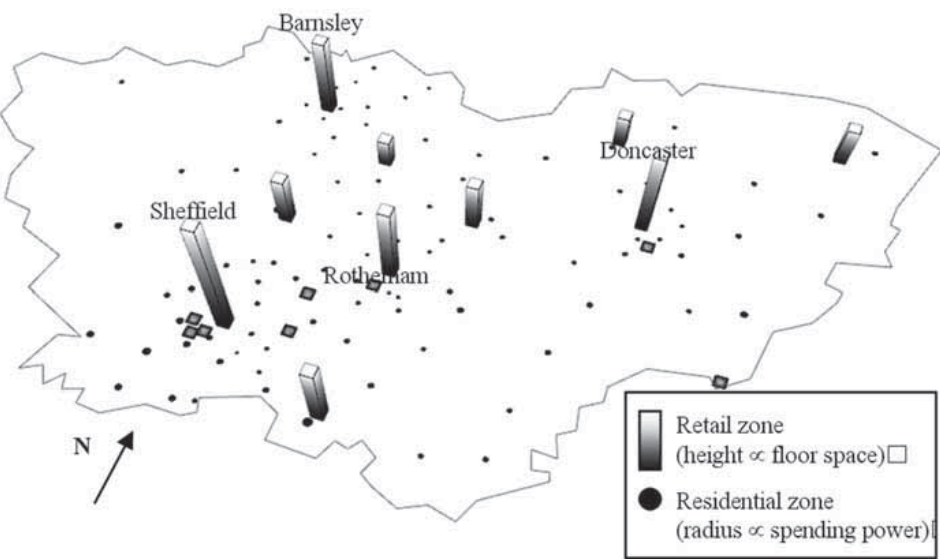 Barnsley
Doncaster
Sheffield
Rotherham
N
Retail zone
(height ∝ floor space)
Residential zone
(radius ∝ spending power)